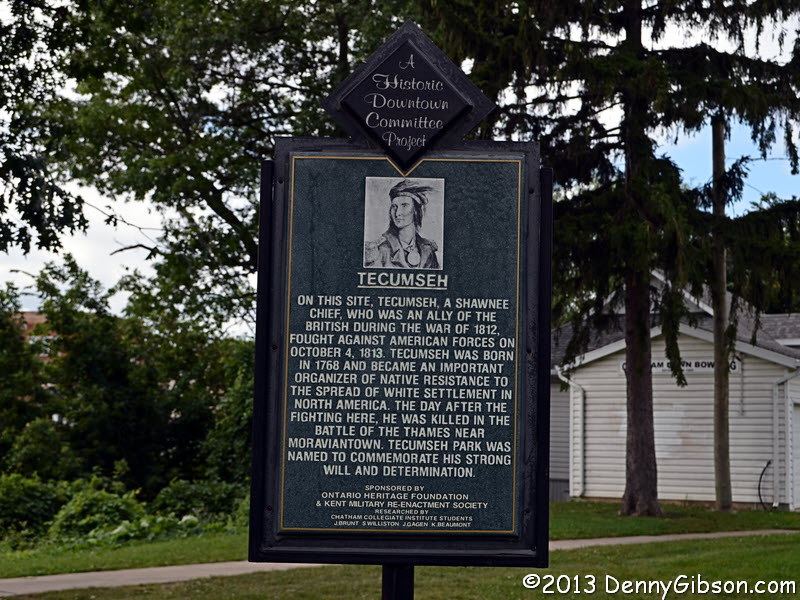 A
Historic
Downtown
Committee
Project
TECUMSEH
ON THIS SITE, TECUMSEH, A SHAWNEE
CHIEF, WHO WAS AN ALLY OF THE
BRITISH DURING THE WAR OF 1812,
FOUGHT AGAINST AMERICAN FORCES ON
OCTOBER 4, 1813. TECUMSEH WAS BORN
IN 1768 AND BECAME AN IMPORTANT
ORGANIZER OF NATIVE RESISTANCE TO
THE SPREAD OF WHITE SETTLEMENT IN
NORTH AMERICA. THE DAY AFTER THE
FIGHTING HERE, HE WAS KILLED IN THE
BATTLE OF THE THAMES NEAR
MORAVIANTOWN. TECUMSEH PARK WAS
NAMED TO COMMEMORATE HIS STRONG
WILL AND DETERMINATION.
SPONSORED BY
ONTARIO HERITAGE FOUNDATION
& KENT MILITARY RE-ENACTMENT SOCIETY
RESEARCHED BY
CHATHAM COLLEGIATE INSTITUTE STUDENTS
J.BRUNT S.WILLISTON J.GAGEN K.BEAUMONT
LAWN BOWLING
©2013 DennyGibson.com